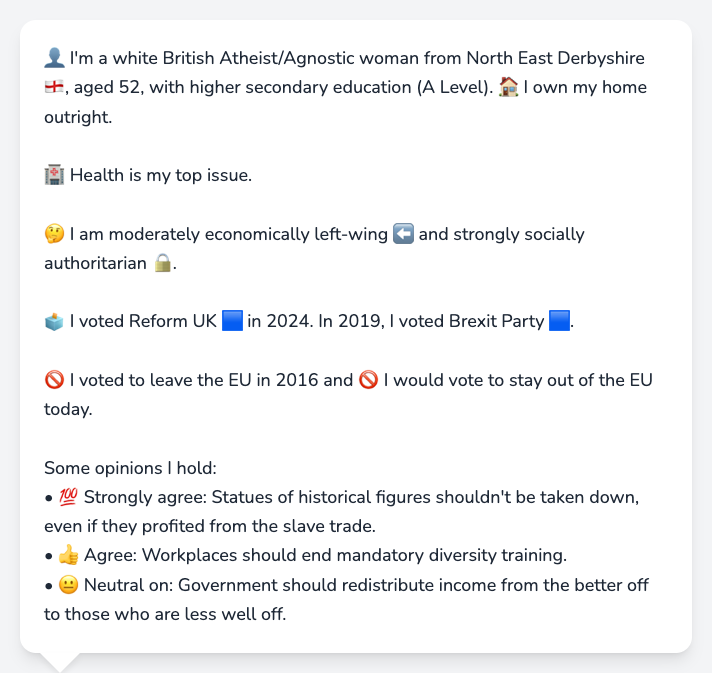 👤 I'm a white British Atheist/Agnostic woman from North East Derbyshire
🏴󠁧󠁢󠁥󠁮󠁧󠁿, aged 52, with higher secondary education (A Level). 🏠 I own my home
outright.
🏥 Health is my top issue.
🤔 I am moderately economically left-wing ⬅️ and strongly socially
authoritarian 🔒.
🗳️ I voted Reform UK 🟦 in 2024. In 2019, I voted Brexit Party 🟦.
🚫 I voted to leave the EU in 2016 and 🚫 I would vote to stay out of the EU
today.
Some opinions I hold:
• 💯 Strongly agree: Statues of historical figures shouldn't be taken down,
even if they profited from the slave trade.
• 👍 Agree: Workplaces should end mandatory diversity training.
• 😐 Neutral on: Government should redistribute income from the better off
to those who are less well off.